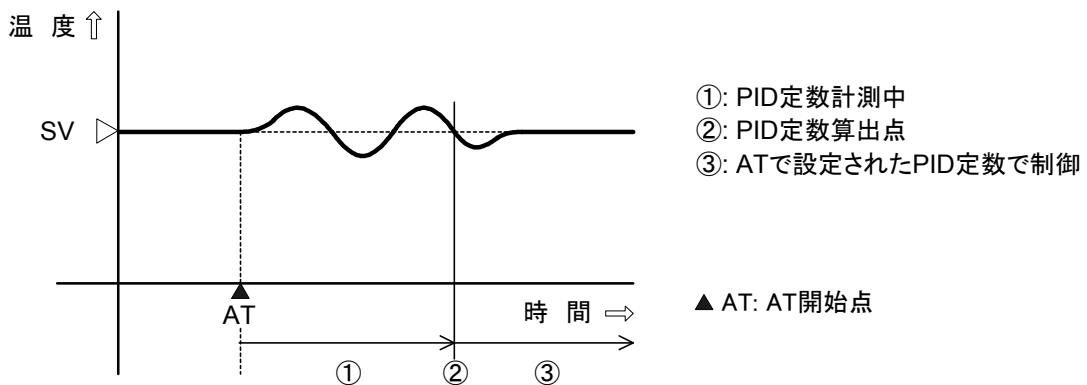 温 度 ⇧
①: PID定数計測中
②: PID定数算出点
③: ATで設定されたPID定数で制御
SV
▲ AT: AT開始点
AT
時 間 ⇨
① ② ③